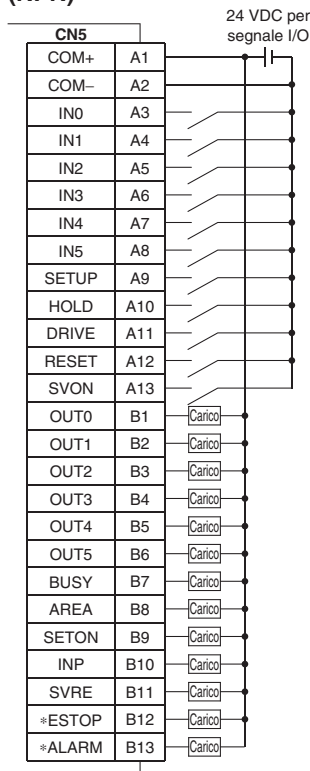 24 VDC per
segnale I/O
CN5
COM+ A1
COM– A2
IN0 A3
IN1 A4
IN2 A5
IN3 A6
IN4 A7
IN5 A8
SETUP A9
HOLD A10
DRIVE A11
RESET A12
SVON A13
OUT0 B1 Carico
OUT1 B2 Carico
OUT2 B3 Carico
OUT3 B4 Carico
OUT4 B5 Carico
OUT5 B6 Carico
BUSY B7 Carico
AREA B8 Carico
SETON B9 Carico
INP B10 Carico
SVRE B11 Carico
∗ESTOP B12 Carico
∗ALARM B13 Carico